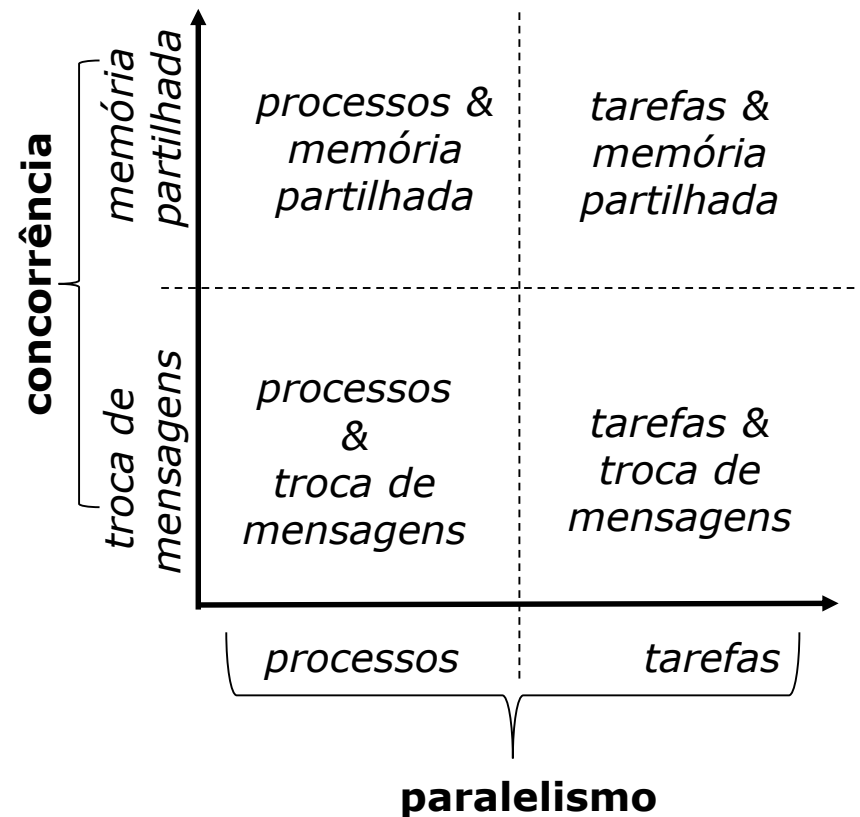 concorrência
memória
partilhada
troca de
mensagens
processos &
memória
partilhada
tarefas &
memória
partilhada
processos
&
troca de
mensagens
tarefas &
troca de
mensagens
processos
tarefas
paralelismo